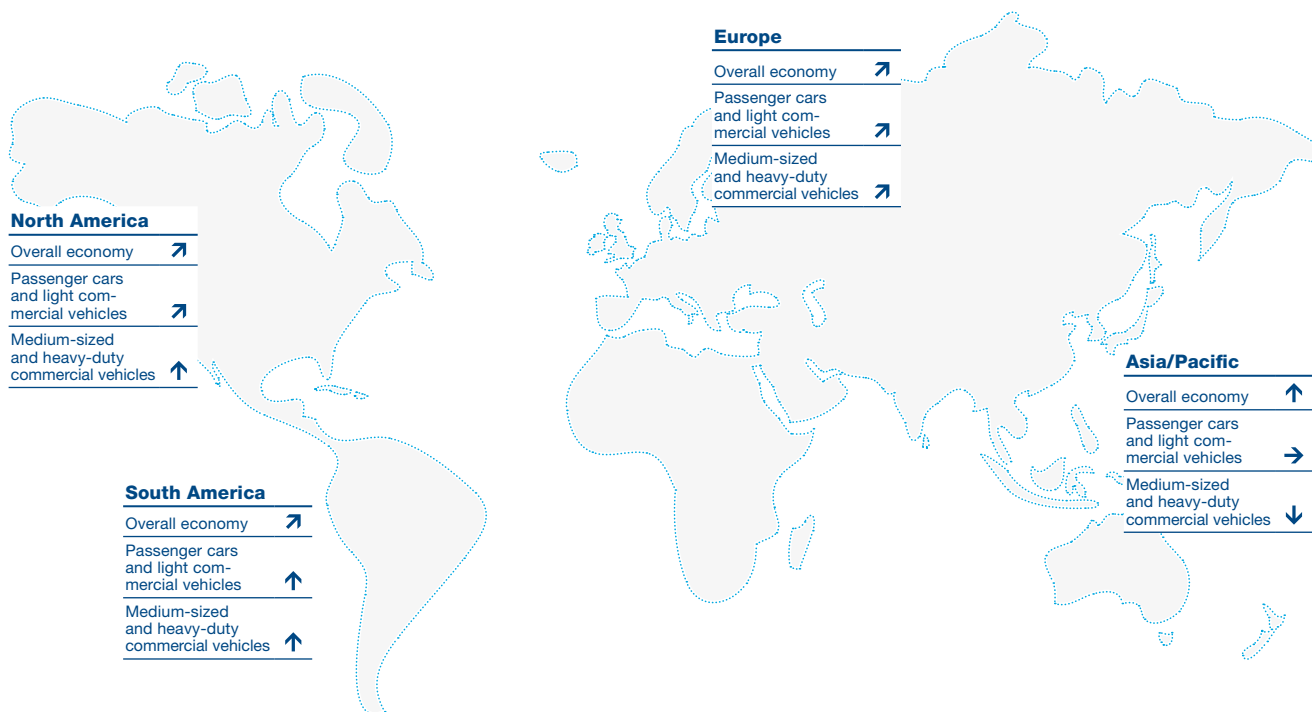 Europe
Overall economy
Passenger cars
and light com-
mercial vehicles
Medium-sized
and heavy-duty
commercial vehicles
North America
Overall economy
Passenger cars
and light com-
mercial vehicles
Medium-sized
and heavy-duty
commercial vehicles
Asia/Pacific
Overall economy
Passenger cars
and light com-
mercial vehicles
Medium-sized
and heavy-duty
commercial vehicles
South America
Overall economy
Passenger cars
and light com-
mercial vehicles
Medium-sized
and heavy-duty
commercial vehicles